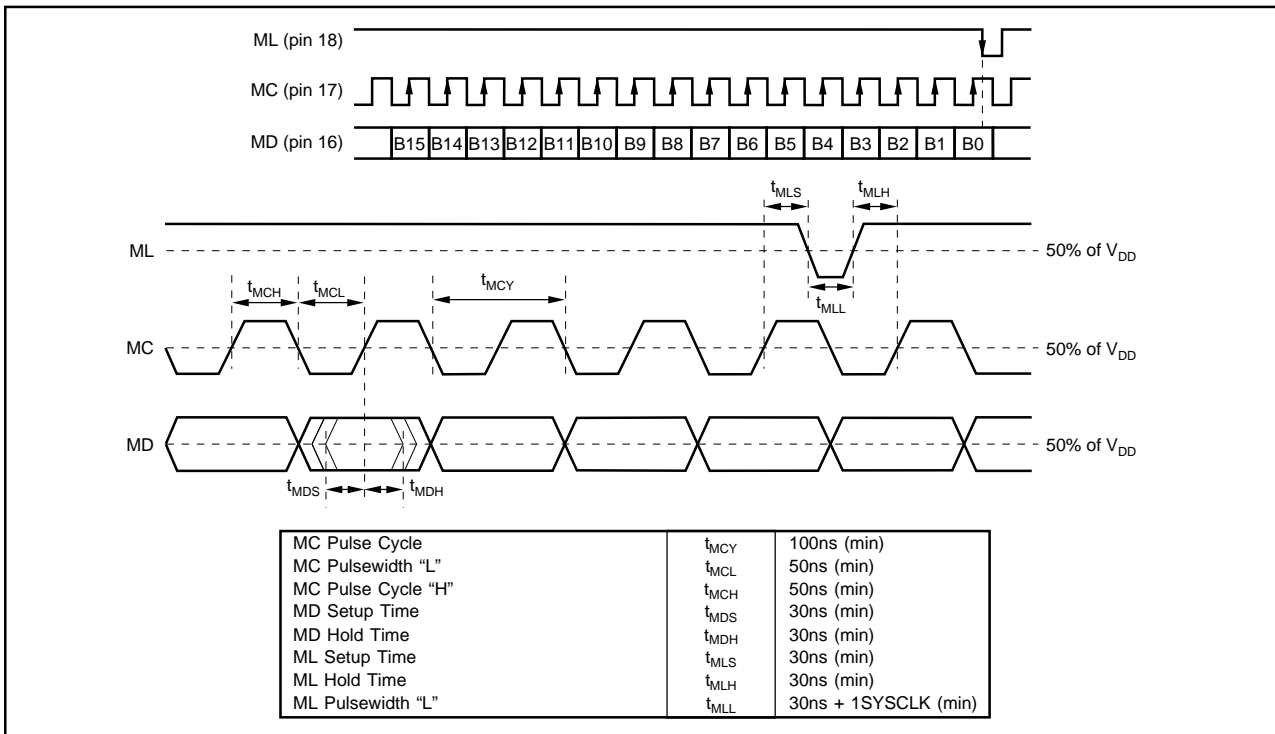 ML (pin 18)
MC (pin 17)
MD (pin 16)
B15 B14 B13 B12 B11 B10 B9 B8 B7 B6 B5 B4 B3 B2 B1 B0
tMLS tMLH
ML 50% of VDD
tMCH tMCL tMCY tMLL
MC 50% of VDD
MD 50% of VDD
tMDS tMDH
MC Pulse Cycle tMCY 100ns (min)
MC Pulsewidth “L” tMCL 50ns (min)
MC Pulse Cycle “H” tMCH 50ns (min)
MD Setup Time tMDS 30ns (min)
MD Hold Time tMDH 30ns (min)
ML Setup Time tMLS 30ns (min)
ML Hold Time tMLH 30ns (min)
ML Pulsewidth “L” tMLL 30ns + 1SYSCLK (min)